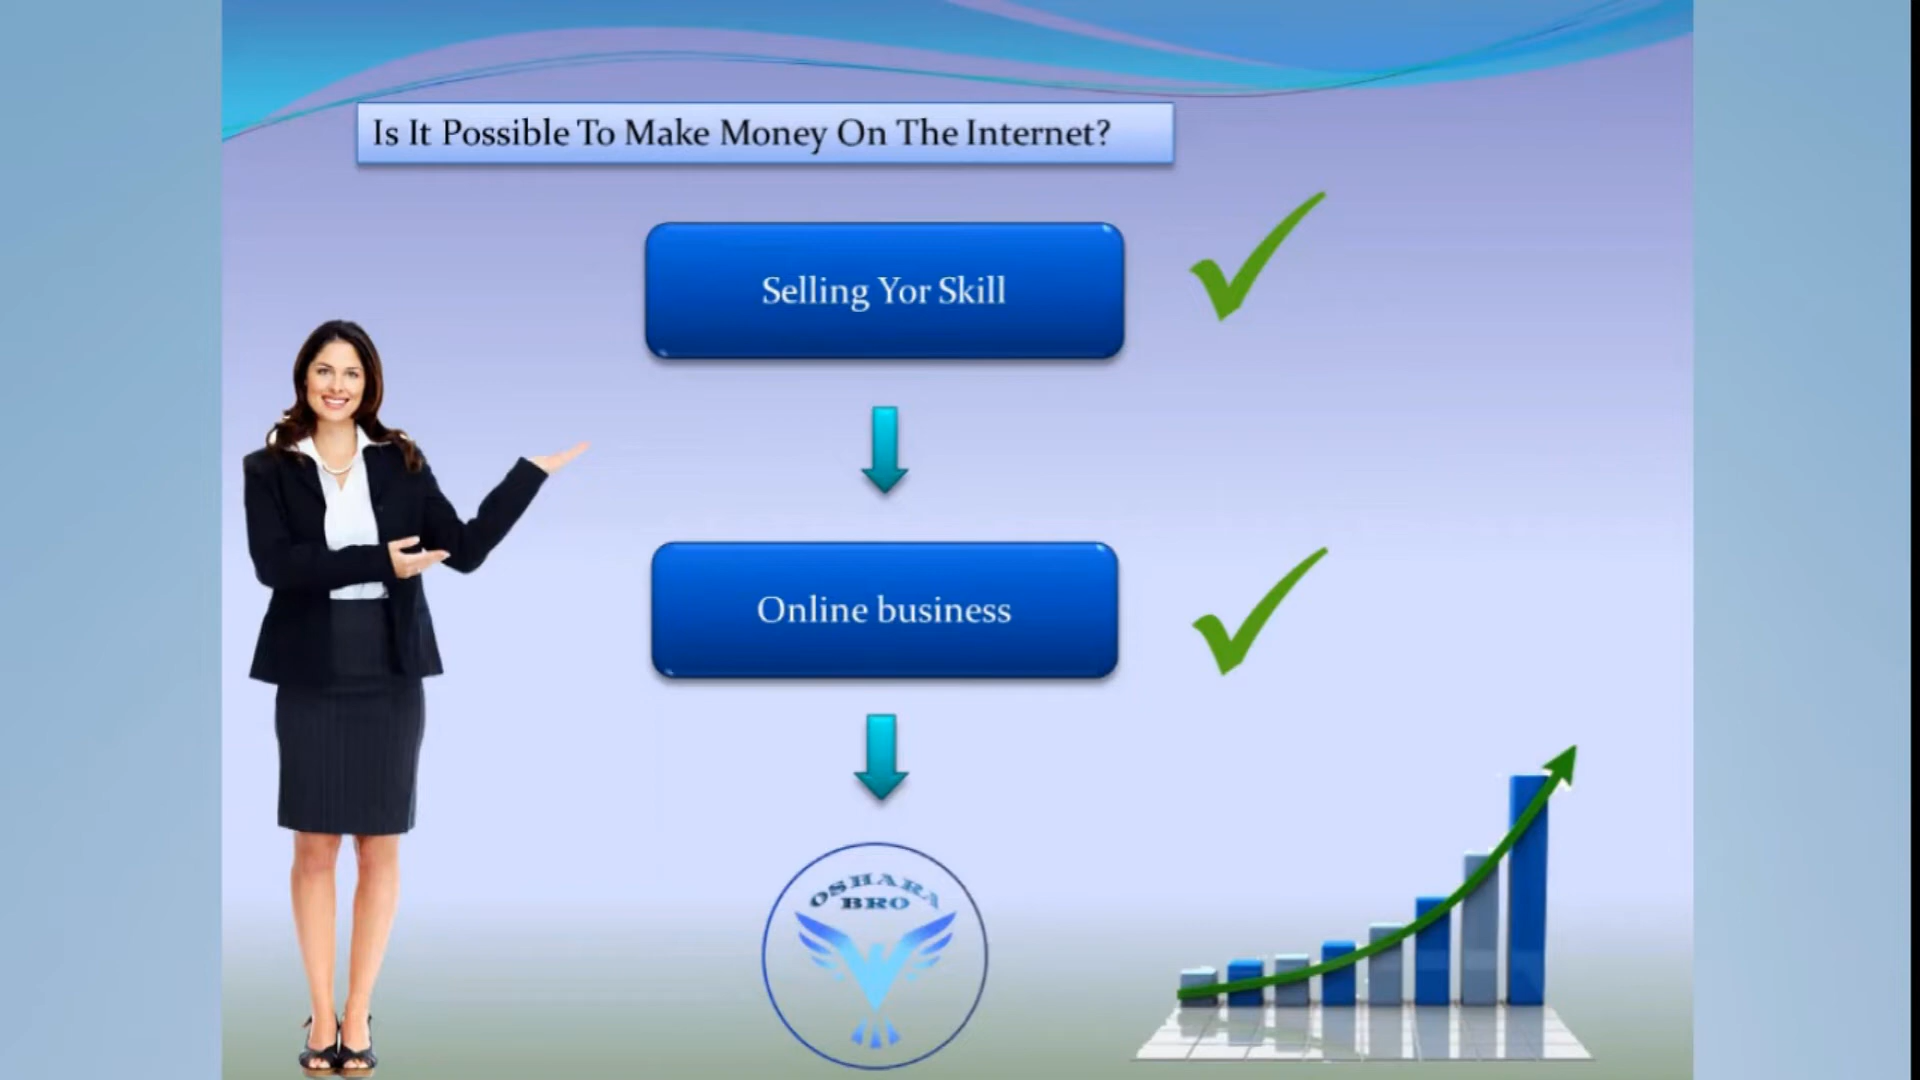 Is It Possible To Make Money On The Internet?
Selling Yor Skill
Online business
OSHARA
BRO